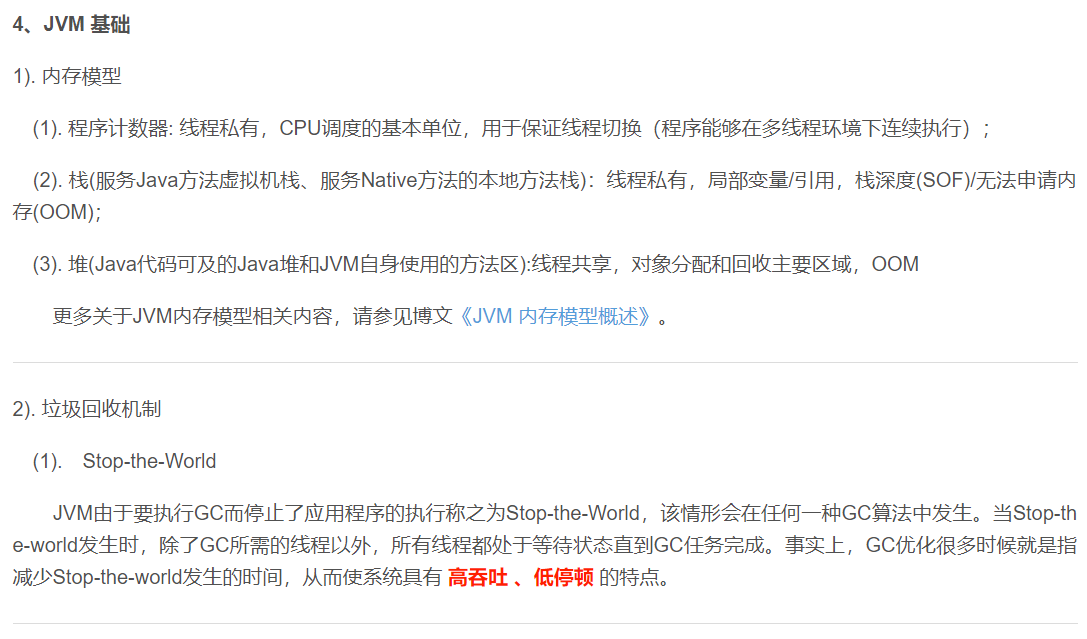 4、JVM 基础
1). 内存模型
(1). 程序计数器: 线程私有，CPU调度的基本单位，用于保证线程切换（程序能够在多线程环境下连续执行）；
(2). 栈(服务Java方法虚拟机栈、服务Native方法的本地方法栈)：线程私有，局部变量/引用，栈深度(SOF)/无法申请内
存(OOM);
(3). 堆(Java代码可及的Java堆和JVM自身使用的方法区):线程共享，对象分配和回收主要区域，OOM
更多关于JVM内存模型相关内容，请参见博文《JVM 内存模型概述》。
2). 垃圾回收机制
(1). Stop-the-World
JVM由于要执行GC而停止了应用程序的执行称之为Stop-the-World，该情形会在任何一种GC算法中发生。当Stop-th
e-world发生时，除了GC所需的线程以外，所有线程都处于等待状态直到GC任务完成。事实上，GC优化很多时候就是指
减少Stop-the-world发生的时间，从而使系统具有 高吞吐 、低停顿 的特点。